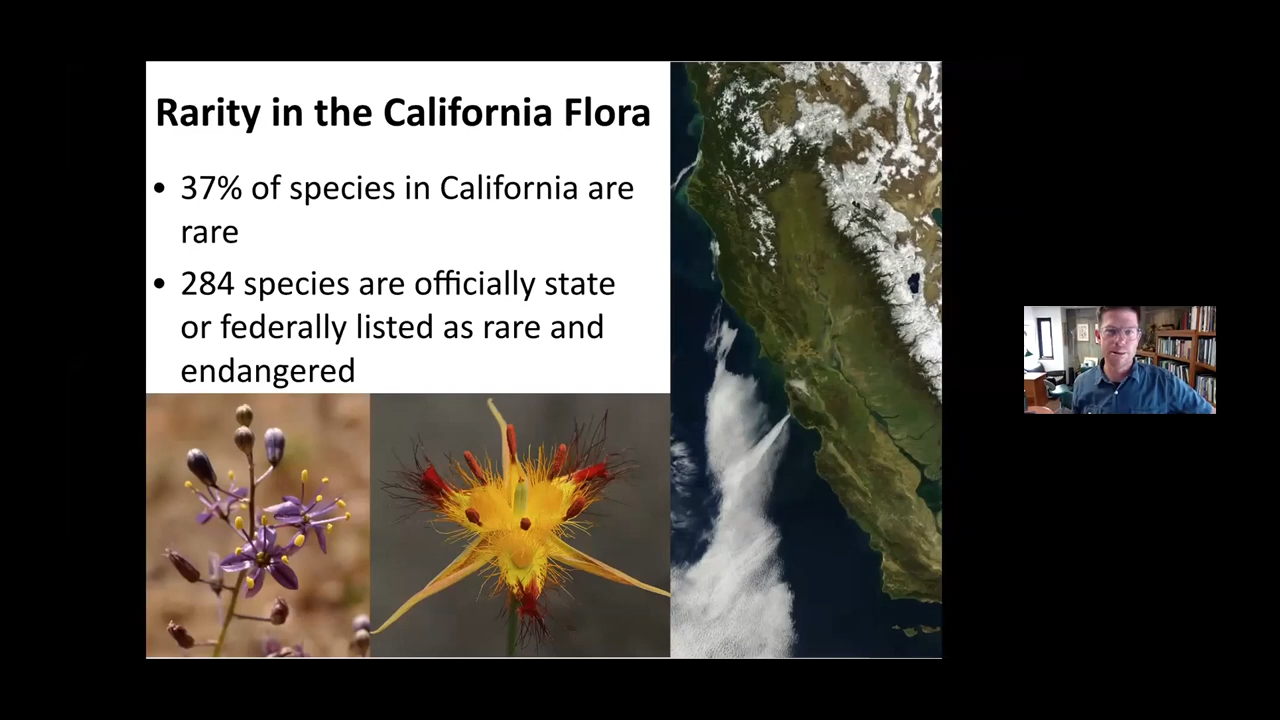 Rarity in the California Flora
• 37% of species in California are
rare
• 284 species are officially state
or federally listed as rare and
endangered